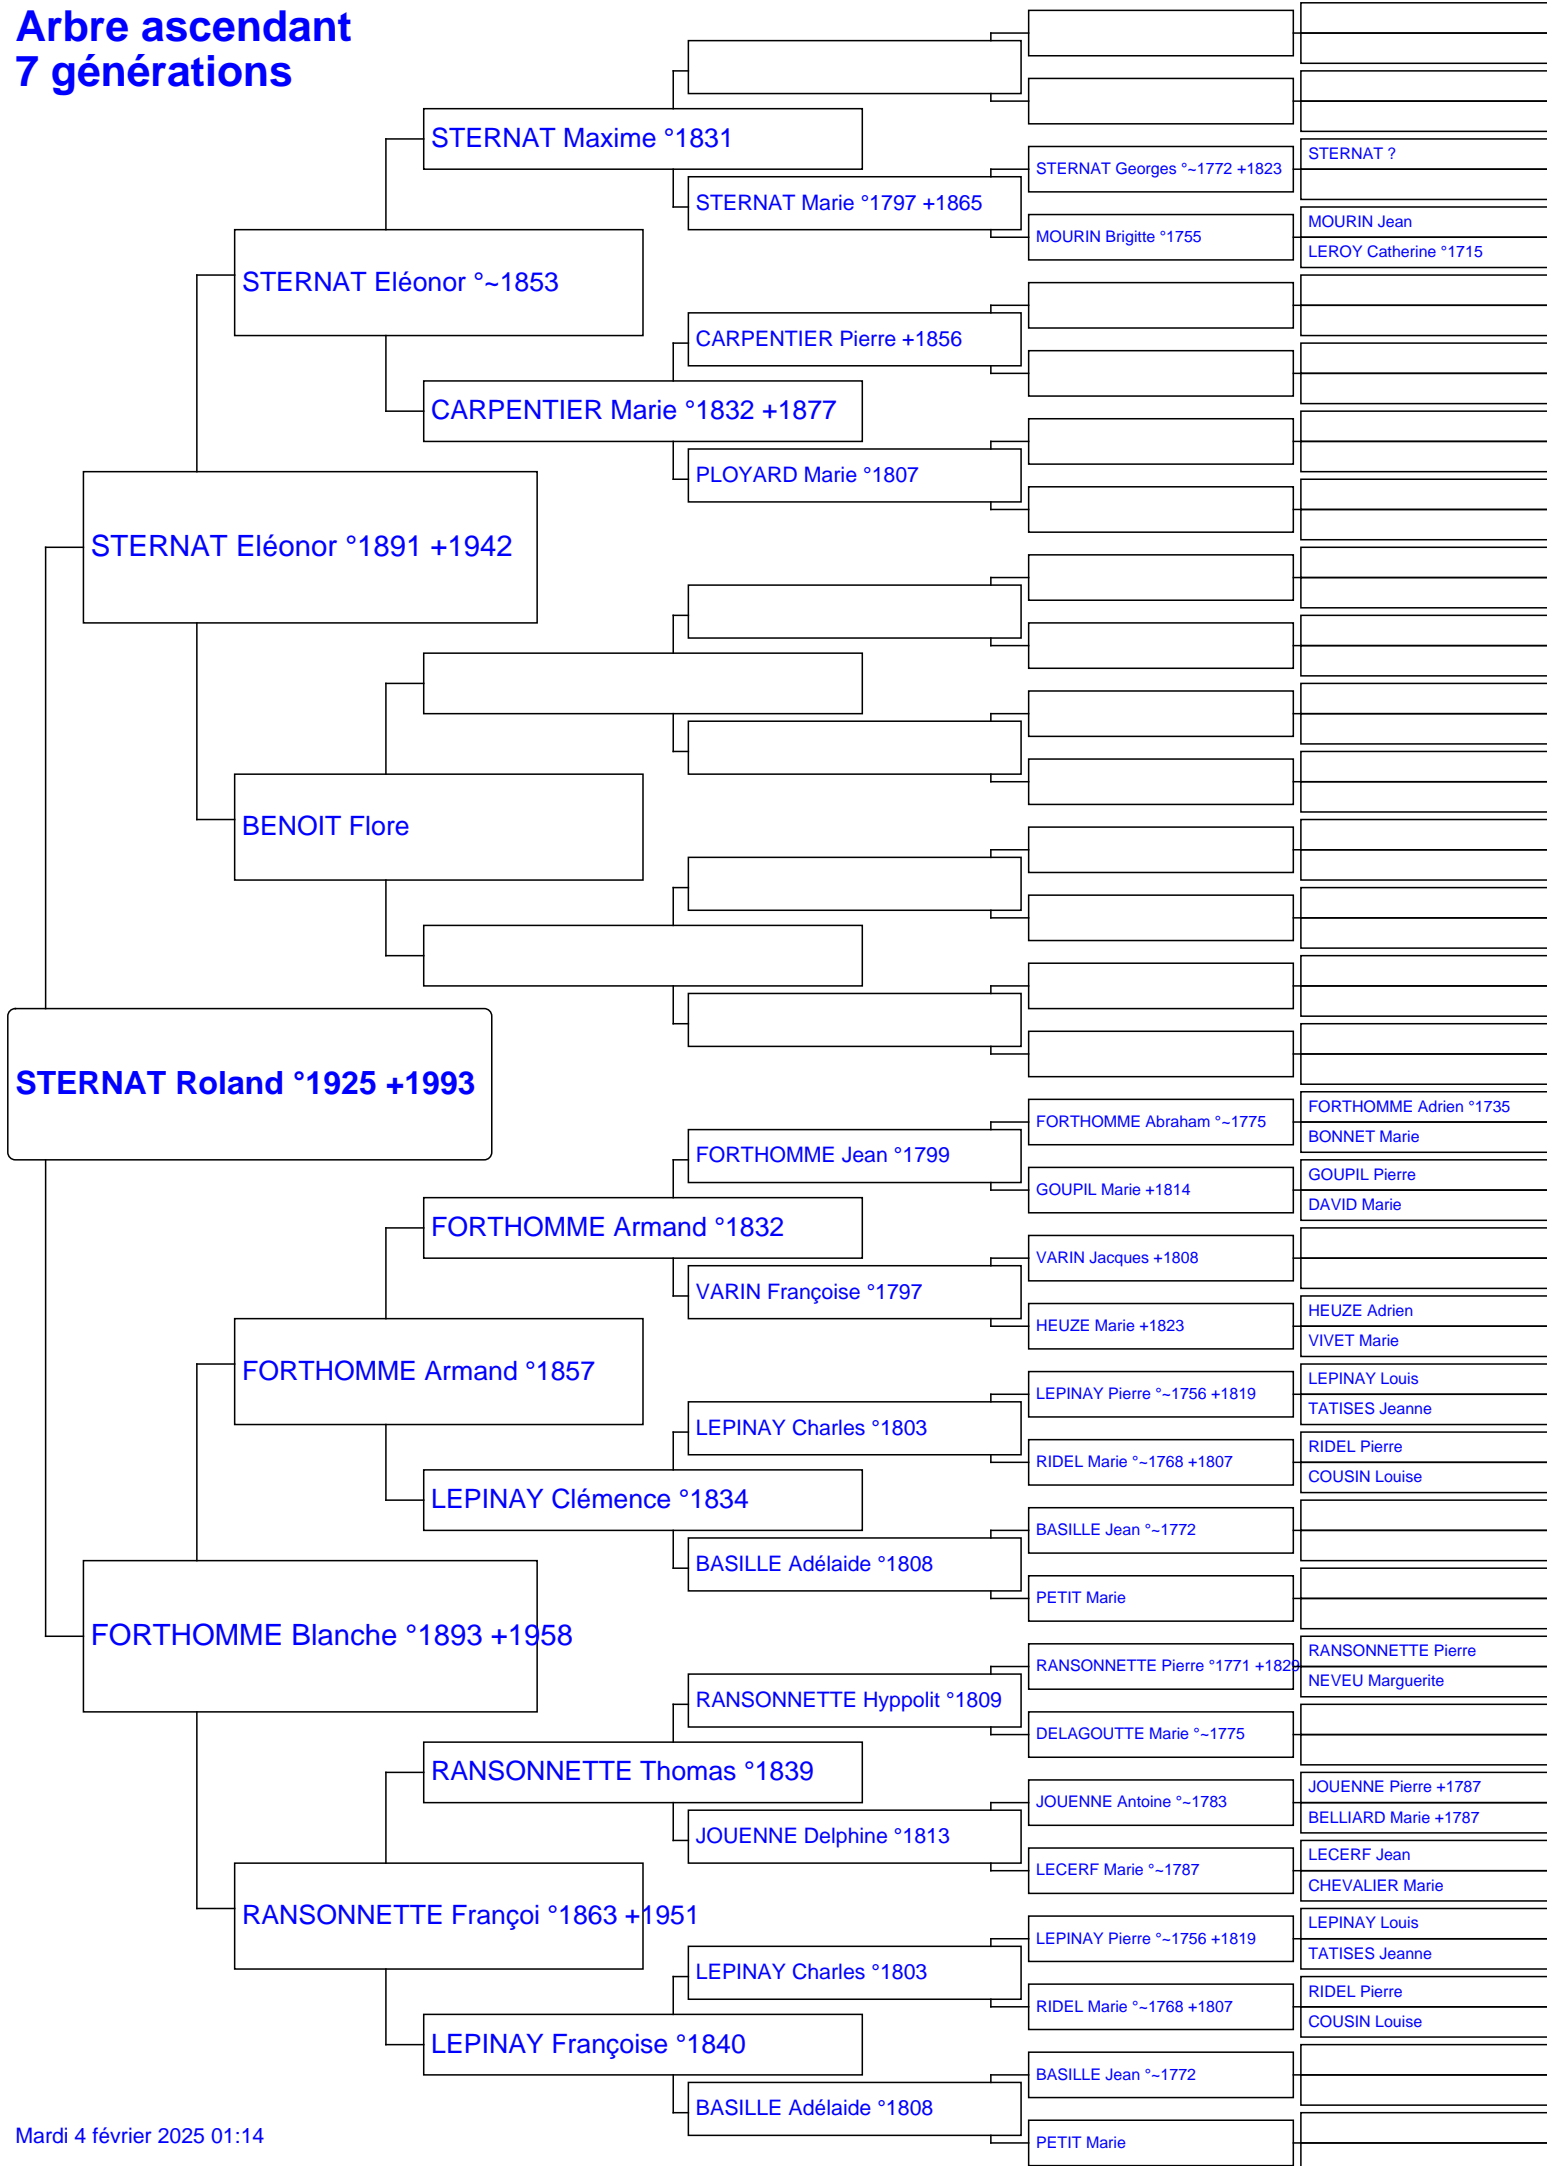 Arbre ascendant
7 générations
STERNAT Maxime °1831
STERNAT Georges °~1772 +1823
STERNAT ?
STERNAT Marie °1797 +1865
MOURIN Brigitte °1755
MOURIN Jean
LEROY Catherine °1715
STERNAT Eléonor °~1853
CARPENTIER Pierre +1856
CARPENTIER Marie °1832 +1877
PLOYARD Marie °1807
STERNAT Eléonor °1891 +1942
BENOIT Flore
STERNAT Roland °1925 +1993
FORTHOMME Abraham °~1775
FORTHOMME Adrien °1735
BONNET Marie
FORTHOMME Jean °1799
GOUPIL Marie +1814
GOUPIL Pierre
DAVID Marie
FORTHOMME Armand °1832
VARIN Jacques +1808
VARIN Françoise °1797
HEUZE Marie +1823
HEUZE Adrien
VIVET Marie
FORTHOMME Armand °1857
LEPINAY Pierre °~1756 +1819
LEPINAY Louis
TATISES Jeanne
LEPINAY Charles °1803
RIDEL Marie °~1768 +1807
RIDEL Pierre
COUSIN Louise
LEPINAY Clémence °1834
BASILLE Jean °~1772
BASILLE Adélaide °1808
PETIT Marie
FORTHOMME Blanche °1893 +1958
RANSONNETTE Pierre °1771 +1829
RANSONNETTE Pierre
NEVEU Marguerite
RANSONNETTE Hyppolit °1809
DELAGOUTTE Marie °~1775
RANSONNETTE Thomas °1839
JOUENNE Antoine °~1783
JOUENNE Pierre +1787
BELLIARD Marie +1787
JOUENNE Delphine °1813
LECERF Marie °~1787
LECERF Jean
CHEVALIER Marie
RANSONNETTE Françoi °1863 +1951
LEPINAY Pierre °~1756 +1819
LEPINAY Louis
TATISES Jeanne
LEPINAY Charles °1803
RIDEL Marie °~1768 +1807
RIDEL Pierre
COUSIN Louise
LEPINAY Françoise °1840
BASILLE Jean °~1772
BASILLE Adélaide °1808
PETIT Marie
Mardi 4 février 2025 01:14